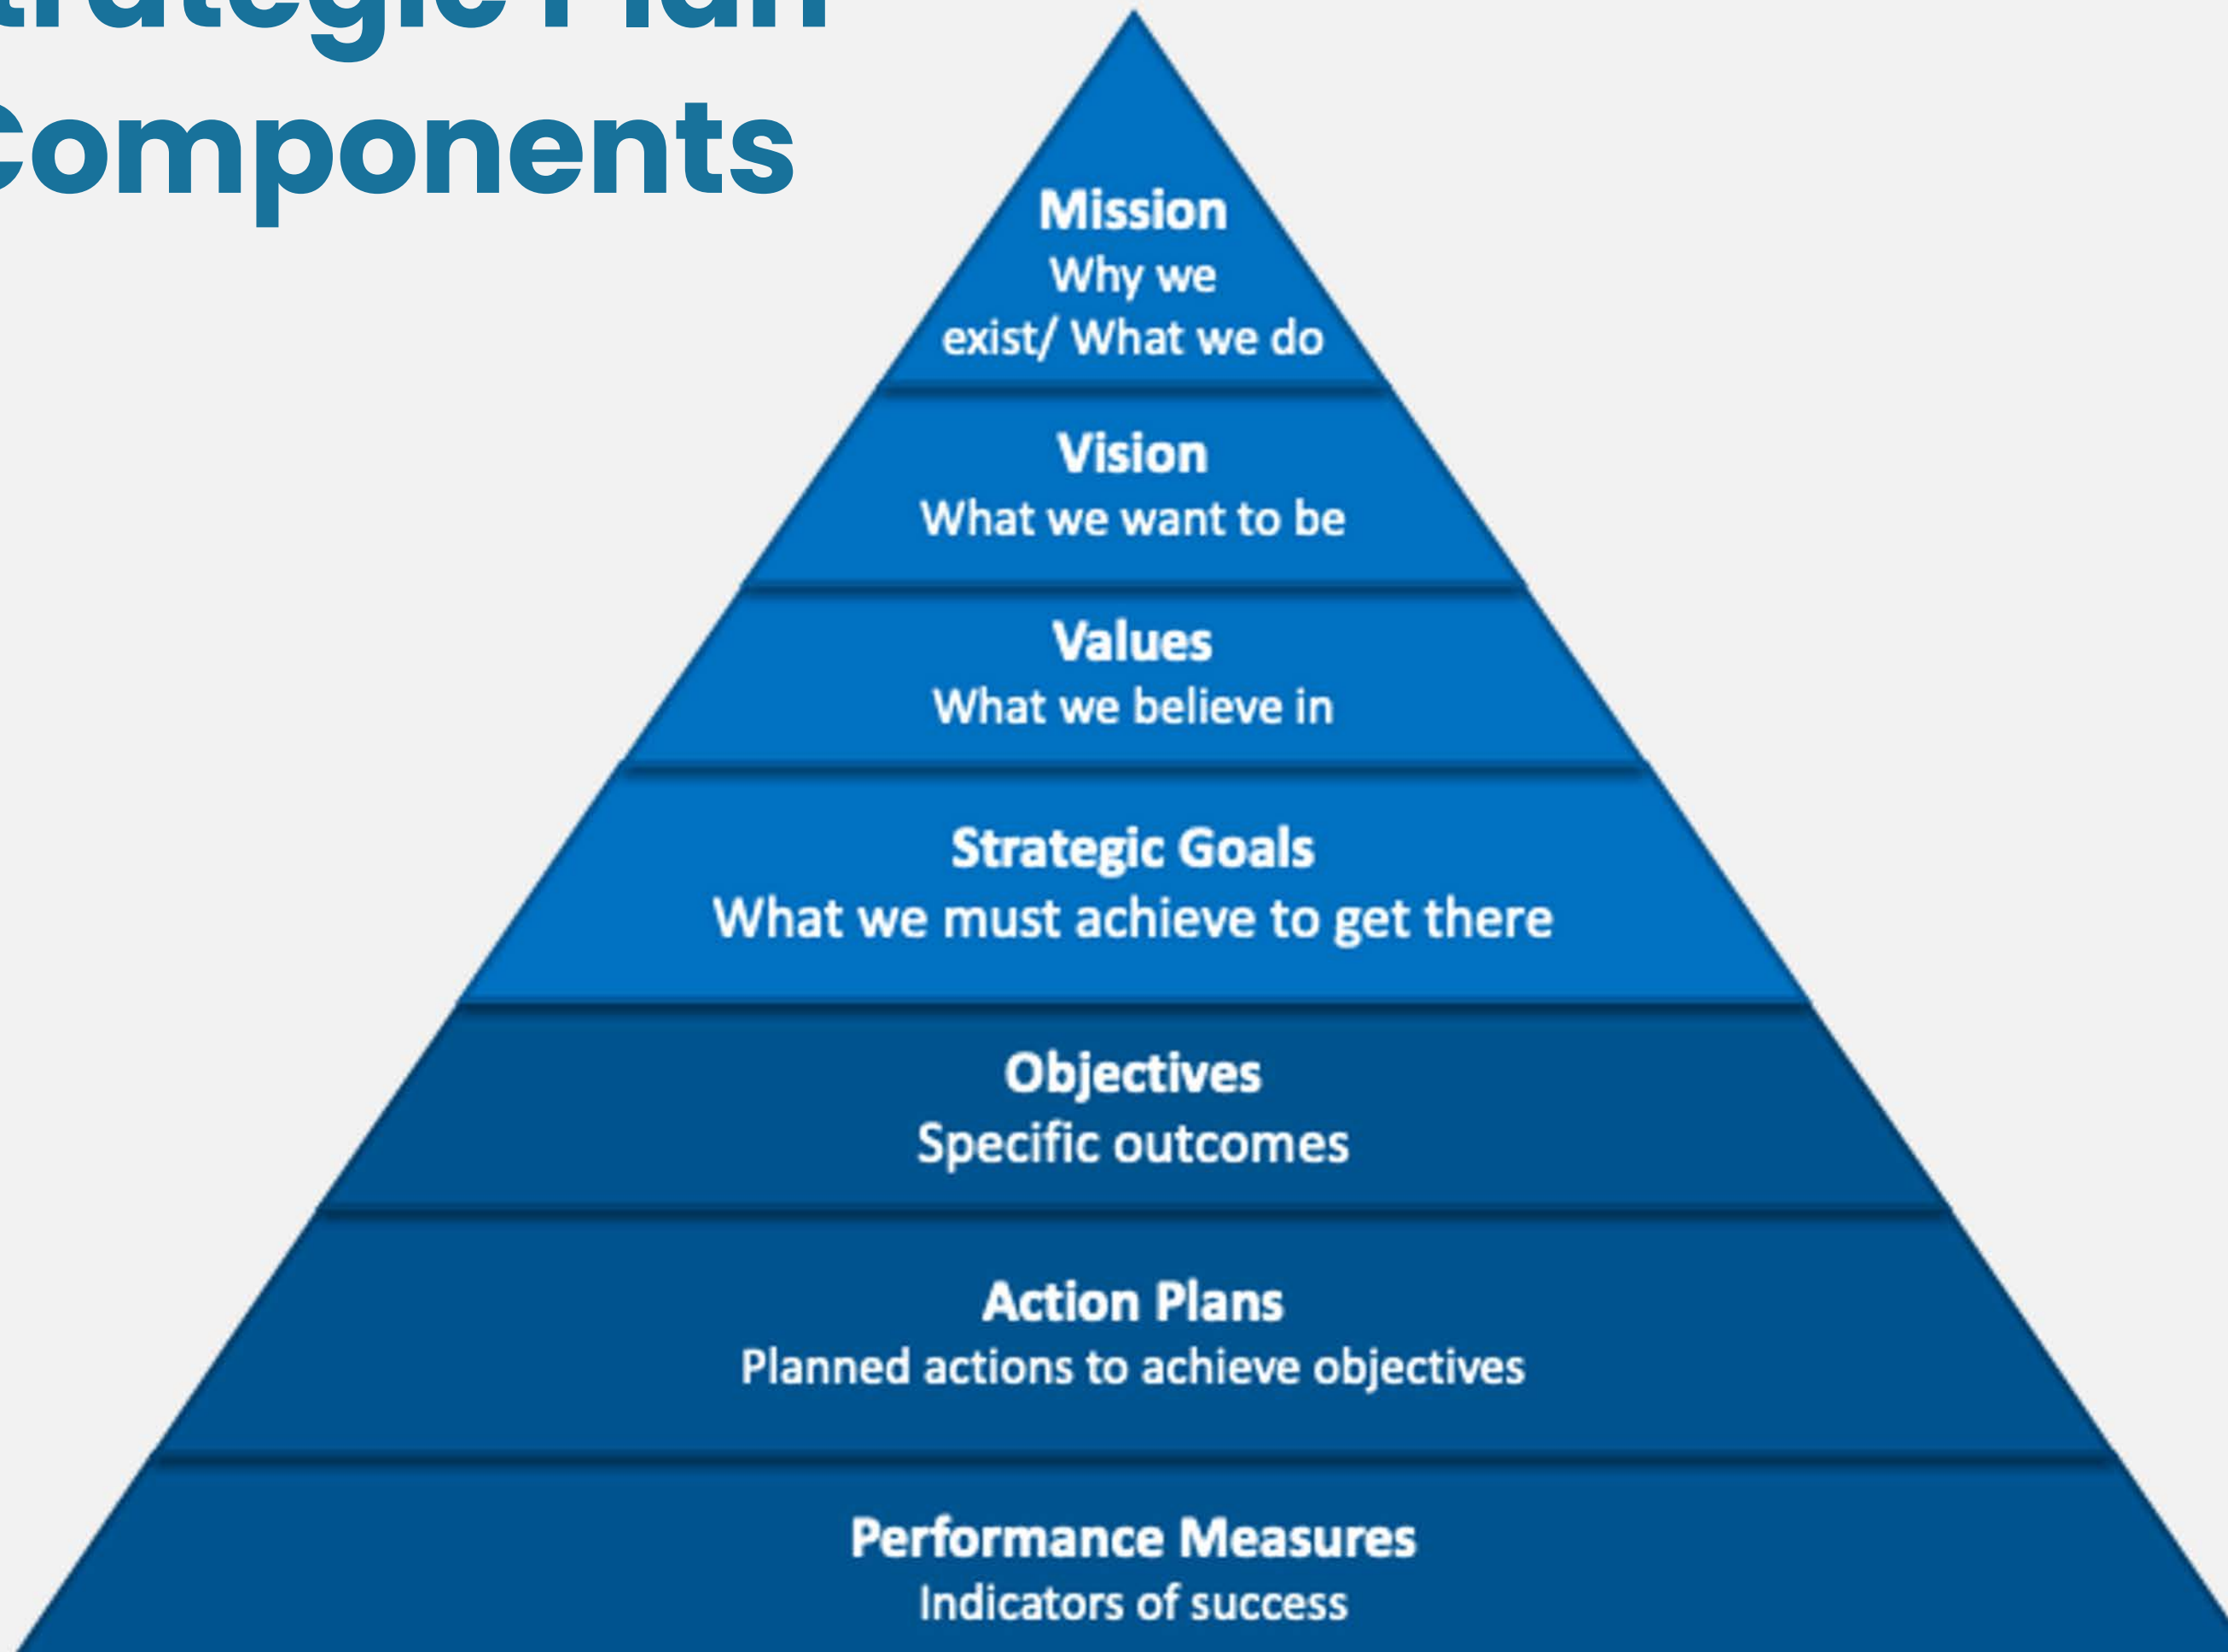 trategic Plan
Components
Mission
Why we
exist/ What we do
Vision
What we want to be
Values
What we believe in
Strategic Goals
What we must achieve to get there
Objectives
Specific outcomes
Action Plans
Planned actions to achieve objectives
Performance Measures
Indicators of success